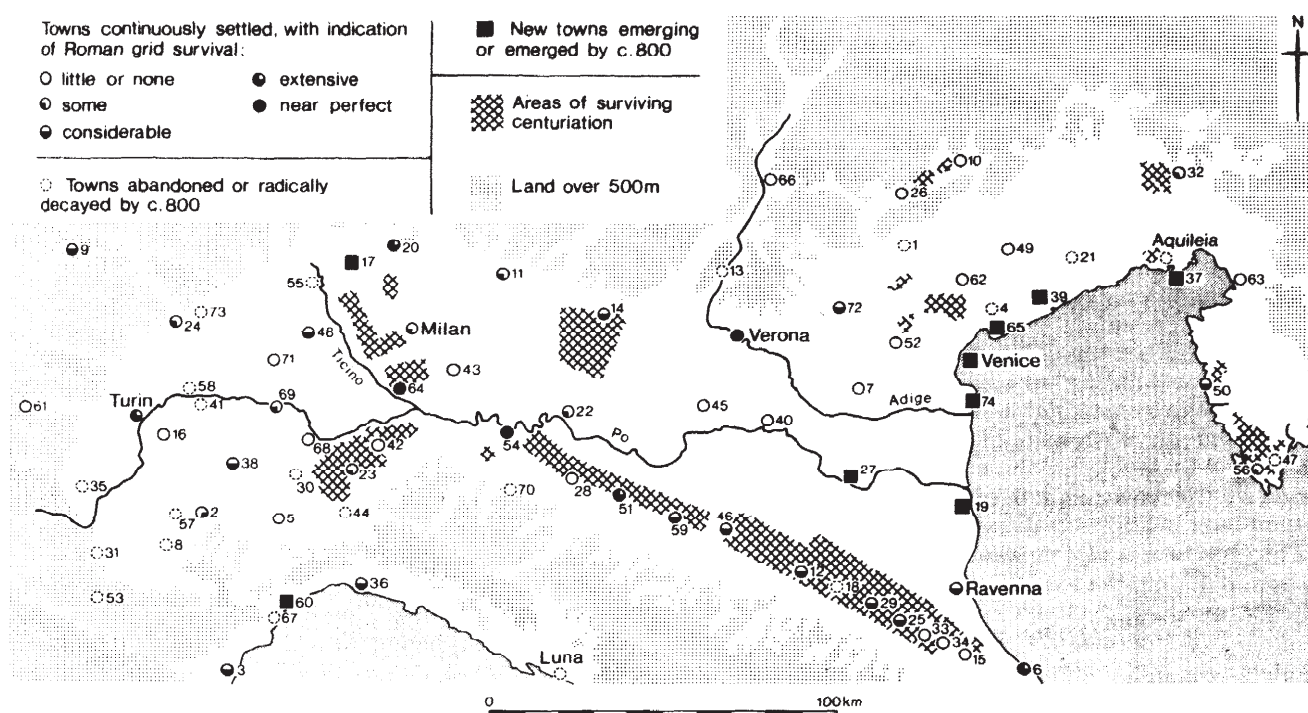 Towns continuously settled, with indication
of Roman grid survival:
little or none
extensive
some
near perfect
considerable
Towns abandoned or radically
decayed by c.800
New towns emerging
or emerged by c.800
Areas of surviving
centuriation
Land over 500m
N
10
66
32
26
9
20
1
49
Aquileia
17
11
13
21
55
62
37
63
73
14
72
39
4
24
48
Milan
Verona
65
52
71
Ticino
43
Venice
58
64
50
Turin
69
7
61
41
22
45
Adige
74
16
40
Po
68
42
54
47
38
23
27
56
30
28
35
70
51
19
2
44
59
46
57
5
8
31
12
36
18
53
60
29
Ravenna
67
25
33
34
15
Luna
3
6
0
100km